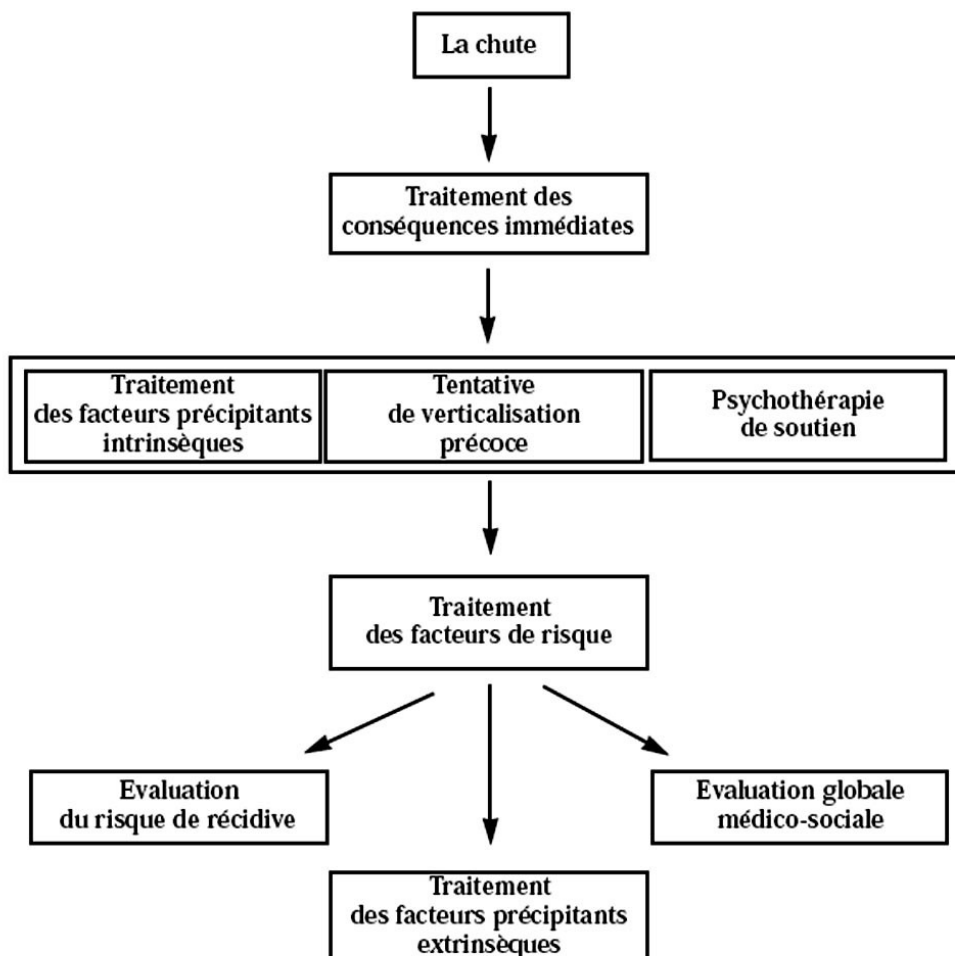 La chute
Traitement des
conséquences immédiates
Traitement
des facteurs précipitants
intrinsèques
Tentative
de verticalisation
précoce
Psychothérapie
de soutien
Traitement
des facteurs de risque
Evaluation
du risque de récidive
Evaluation globale
médico-sociale
Traitement
des facteurs précipitants
extrinsèques